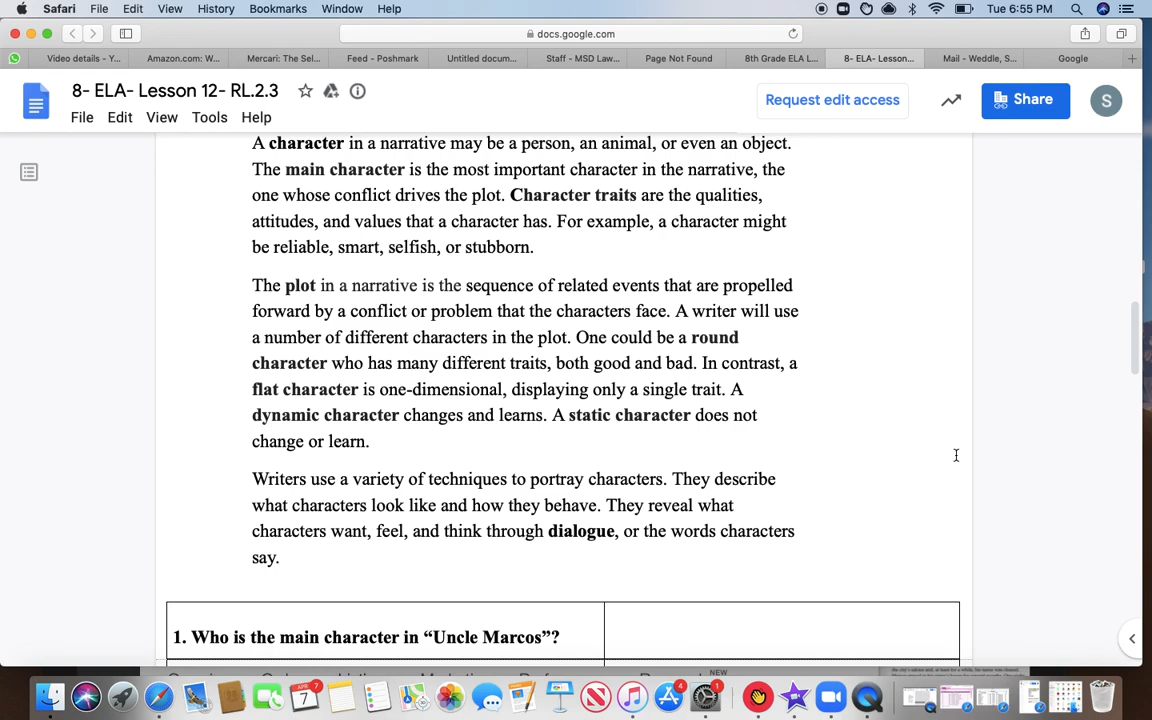 Safari File Edit View History Bookmarks Window Help Tue 6:55 PM
docs.google.com
Video details - Y... Amazon.com: W... Mercari: The Sel... Feed - Poshmark Untitled docum... Staff - MSD Law... Page Not Found 8th Grade ELA L... 8- ELA- Lesson... Mail - Weddle, S... Google
8- ELA- Lesson 12- RL.2.3
Request edit access
Share
S
File Edit View Tools Help
A character in a narrative may be a person, an animal, or even an object.
The main character is the most important character in the narrative, the
one whose conflict drives the plot. Character traits are the qualities,
attitudes, and values that a character has. For example, a character might
be reliable, smart, selfish, or stubborn.
The plot in a narrative is the sequence of related events that are propelled
forward by a conflict or problem that the characters face. A writer will use
a number of different characters in the plot. One could be a round
character who has many different traits, both good and bad. In contrast, a
flat character is one-dimensional, displaying only a single trait. A
dynamic character changes and learns. A static character does not
change or learn.
Writers use a variety of techniques to portray characters. They describe
what characters look like and how they behave. They reveal what
characters want, feel, and think through dialogue, or the words characters
say.
1. Who is the main character in “Uncle Marcos”?
NEW
APR 7
7
4
1